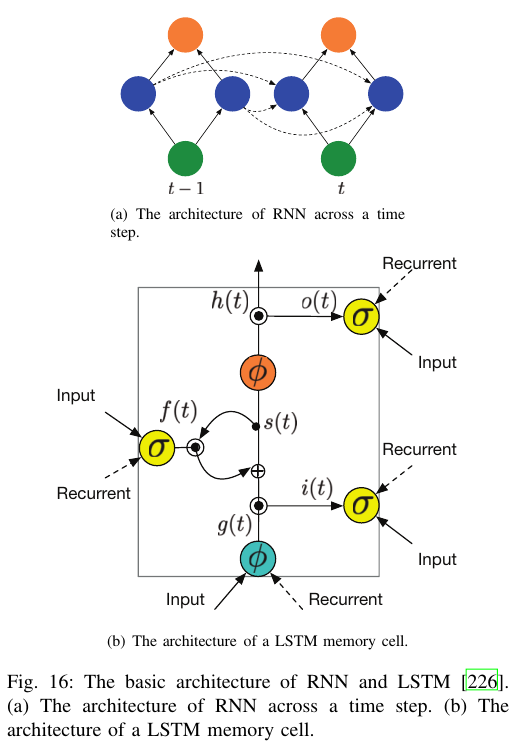 t − 1
t
(a) The architecture of RNN across a time
step.
Recurrent
h(t)
o(t)
σ
Input
ϕ
Input
f(t)
s(t)
σ
Recurrent
Recurrent
i(t)
σ
g(t)
Input
ϕ
Input
Recurrent
(b) The architecture of a LSTM memory cell.
Fig. 16: The basic architecture of RNN and LSTM [226].
(a) The architecture of RNN across a time step. (b) The
architecture of a LSTM memory cell.